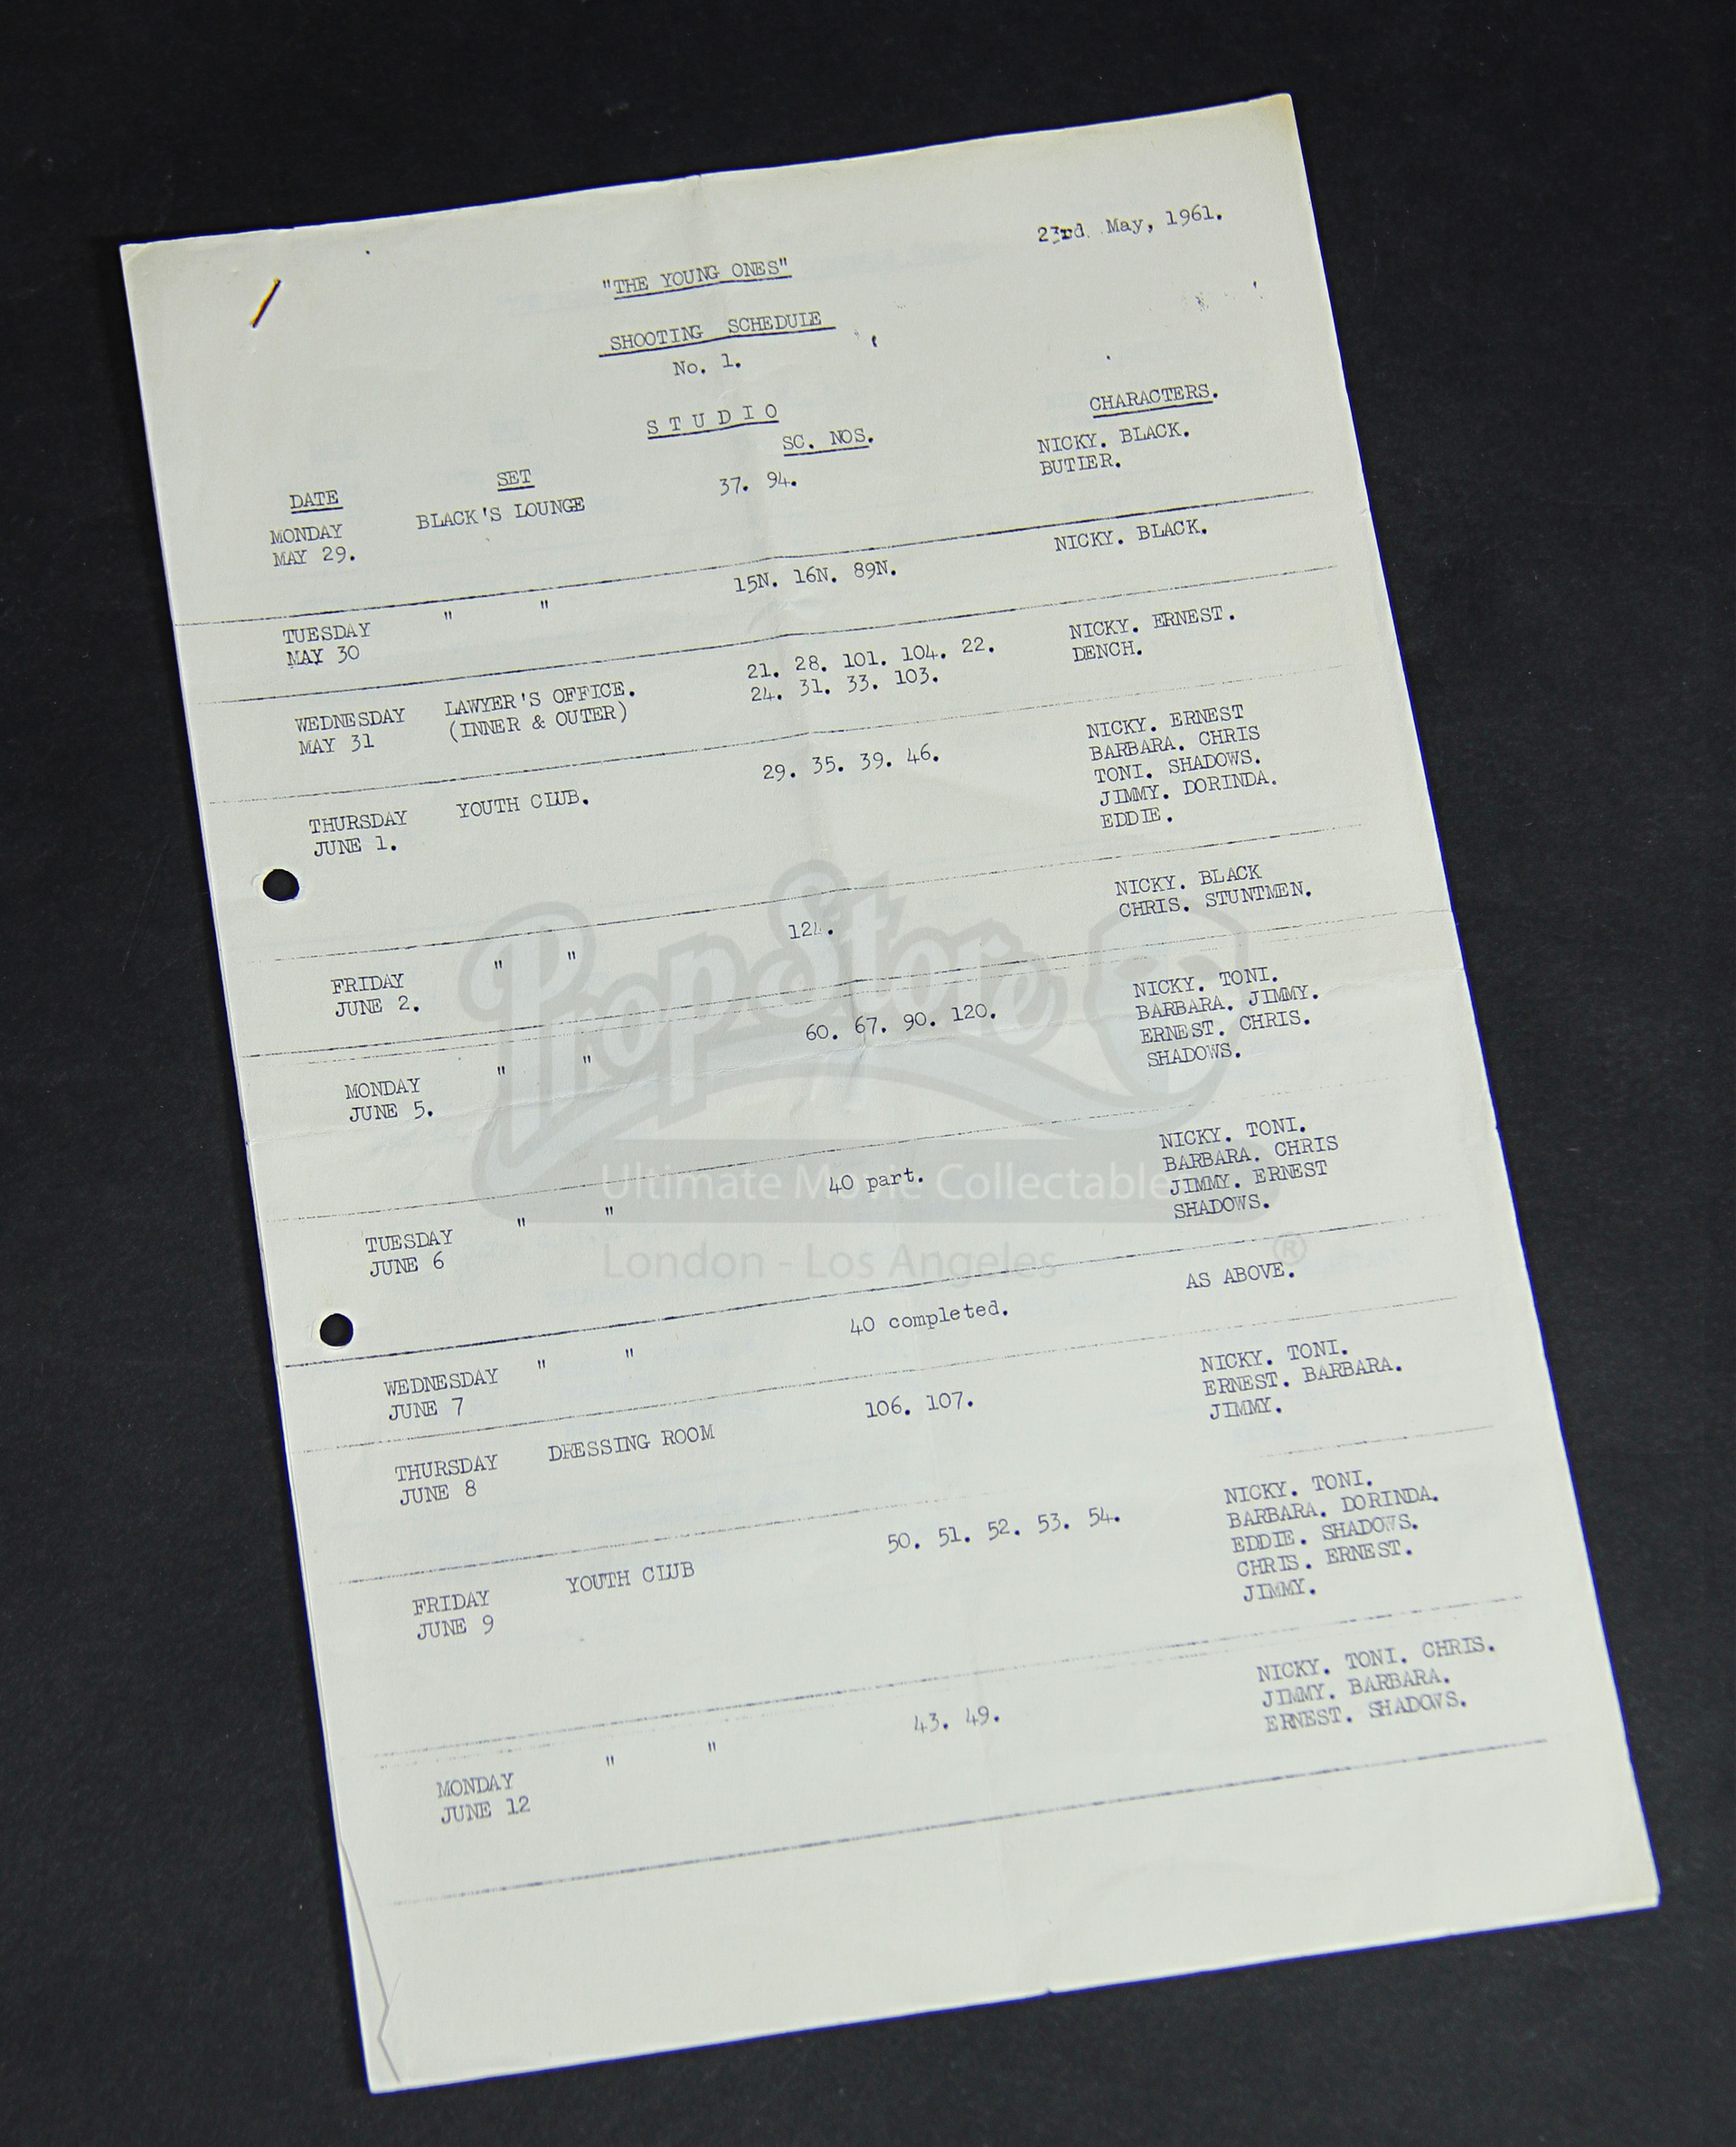 23rd. May, 1961.
"THE YOUNG ONES"
SHOOTING SCHEDULE
No. 1.
STUDIO
DATE SET SC. NOS. CHARACTERS.
MONDAY BLACK'S LOUNGE 37. 94. NICKY. BLACK.
MAY 29. BUTLER.
TUESDAY " " 15N. 16N. 89N. NICKY. BLACK.
MAY 30
WEDNESDAY LAWYER'S OFFICE. 21. 28. 101. 104. 22. NICKY. ERNEST.
MAY 31 (INNER & OUTER) 24. 31. 33. 103. DENCH.
THURSDAY YOUTH CLUB. 29. 35. 39. 46. NICKY. ERNEST
JUNE 1. BARBARA. CHRIS
TONI. SHADOWS.
JIMMY. DORINDA.
EDDIE.
FRIDAY " " NICKY. BLACK
JUNE 2. CHRIS. STUNTMEN.
MONDAY " " 60. 67. 90. 120. NICKY. TONI.
JUNE 5. BARBARA. JIMMY.
ERNEST. CHRIS.
SHADOWS.
TUESDAY " " 40 part. NICKY. TONI.
JUNE 6 BARBARA. CHRIS
JIMMY. ERNEST
SHADOWS.
WEDNESDAY " " 40 completed. AS ABOVE.
JUNE 7
THURSDAY DRESSING ROOM 106. 107. NICKY. TONI.
JUNE 8 ERNEST. BARBARA.
JIMMY.
FRIDAY YOUTH CLUB 50. 51. 52. 53. 54. NICKY. TONI.
JUNE 9 BARBARA. DORINDA.
EDDIE. SHADOWS.
CHRIS. ERNEST.
JIMMY.
MONDAY " " 43. 49. NICKY. TONI. CHRIS.
JUNE 12 JIMMY. BARBARA.
ERNEST. SHADOWS.
PropStore
Ultimate Movie Collectables
London - Los Angeles ®